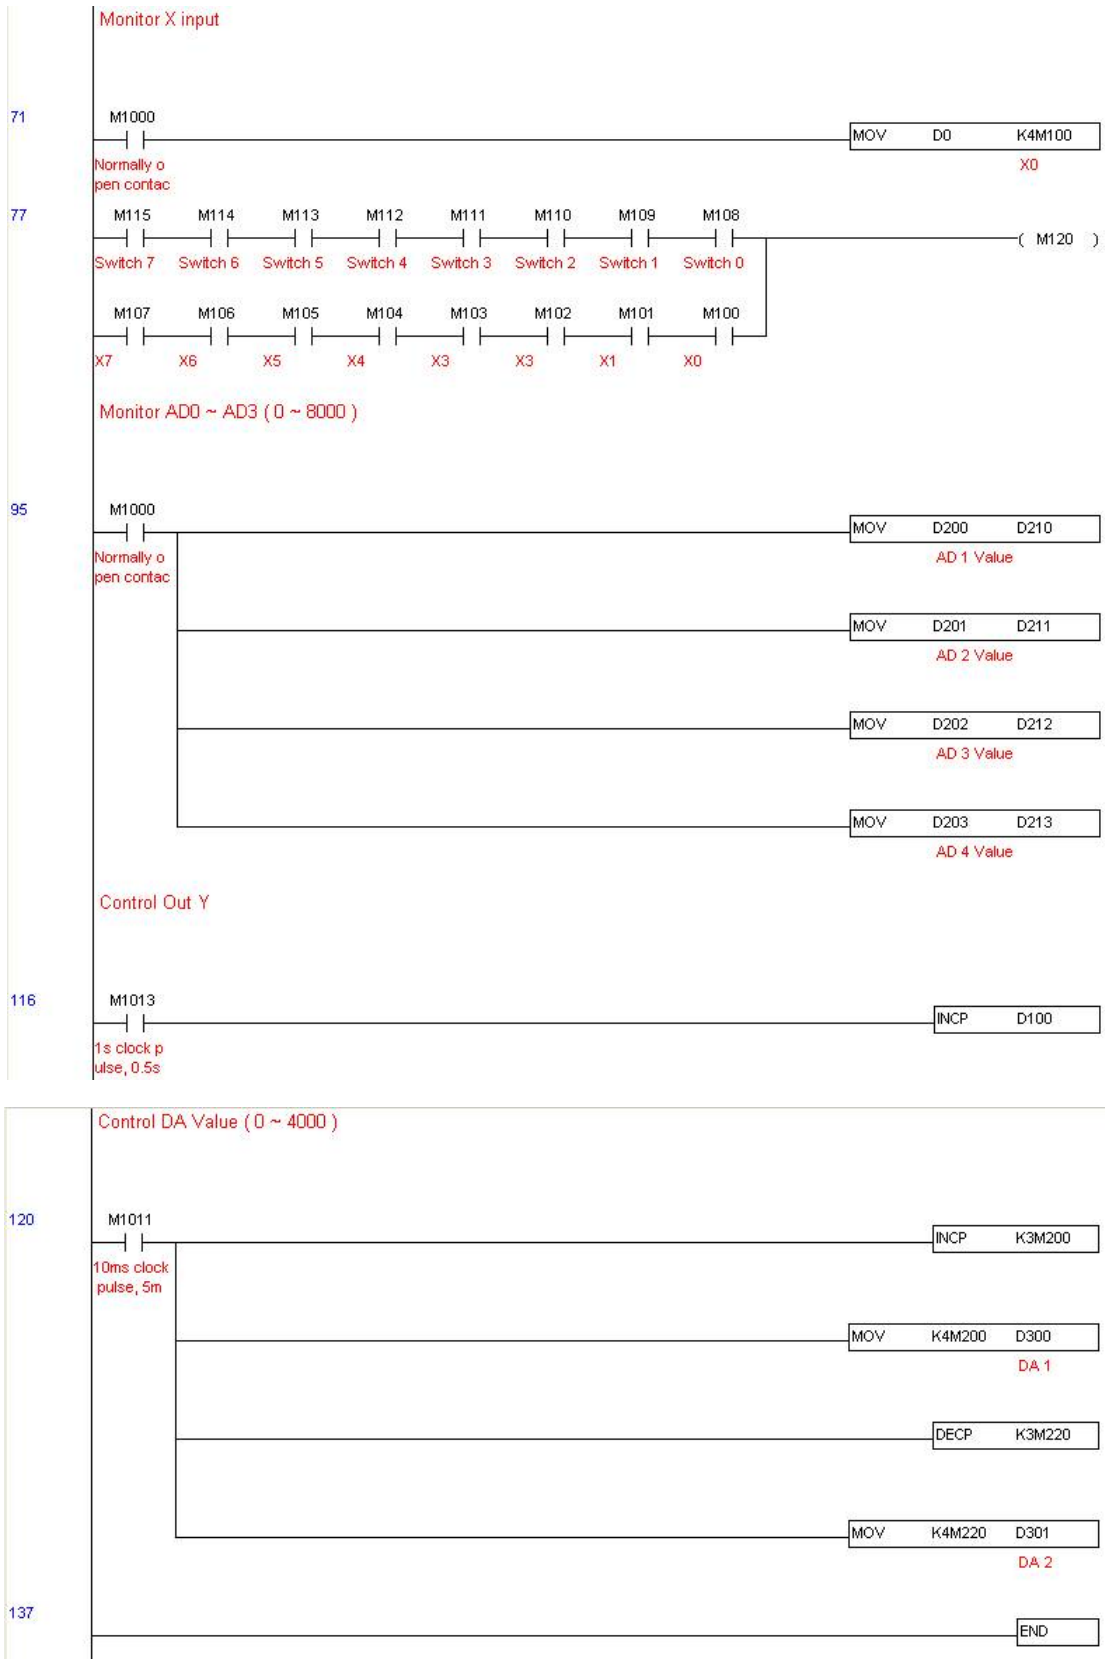 Monitor X input
71
M1000
MOV D0 K4M100
Normally o
pen contac
X0
77
M115 M114 M113 M112 M111 M110 M109 M108
( M120 )
Switch 7 Switch 6 Switch 5 Switch 4 Switch 3 Switch 2 Switch 1 Switch 0
M107 M106 M105 M104 M103 M102 M101 M100
X7 X6 X5 X4 X3 X3 X1 X0
Monitor AD0 ~ AD3 ( 0 ~ 8000 )
95
M1000
MOV D200 D210
Normally o
pen contac
AD 1 Value
MOV D201 D211
AD 2 Value
MOV D202 D212
AD 3 Value
MOV D203 D213
AD 4 Value
Control Out Y
116
M1013
INCP D100
1s clock p
ulse, 0.5s
Control DA Value ( 0 ~ 4000 )
120
M1011
INCP K3M200
10ms clock
pulse, 5m
MOV K4M200 D300
DA 1
DECP K3M220
MOV K4M220 D301
DA 2
137
END